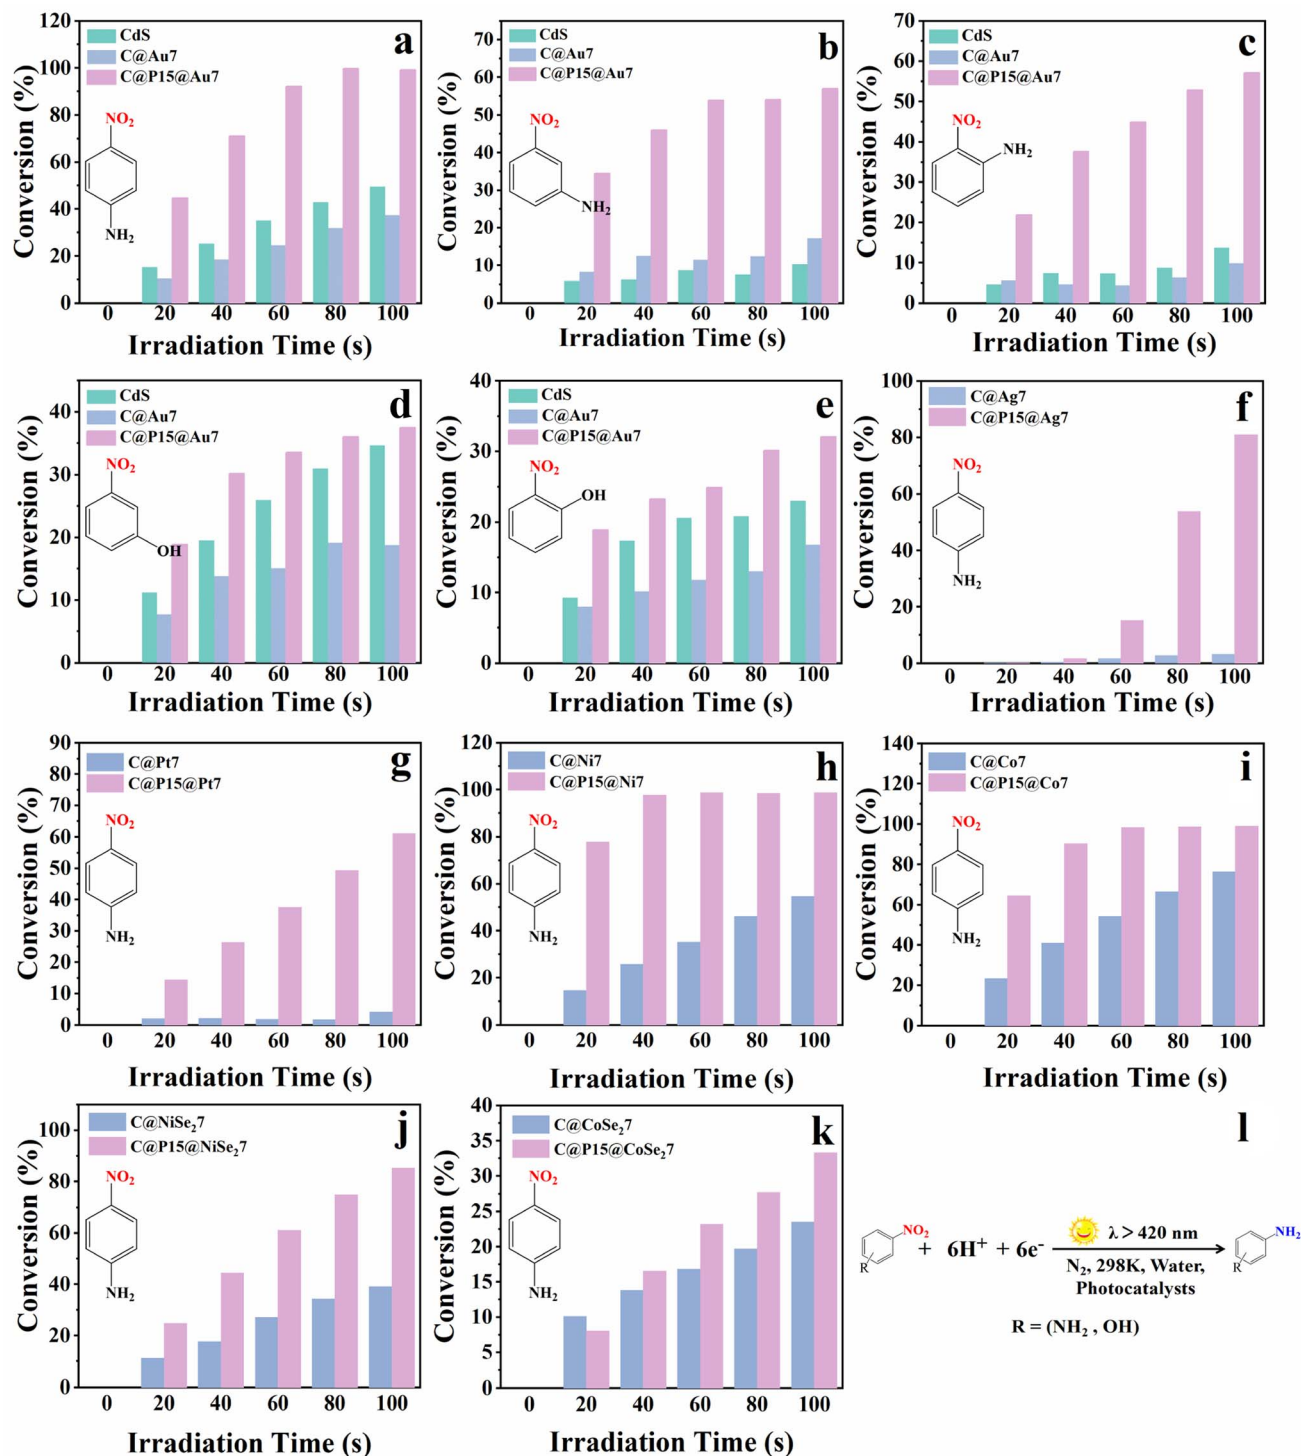 a
CdS
C@Au7
C@P15@Au7
NO2
NH2
Conversion (%)
120
100
80
60
40
20
0
0 20 40 60 80 100
Irradiation Time (s)
b
CdS
C@Au7
C@P15@Au7
NO2
NH2
Conversion (%)
70
60
50
40
30
20
10
0
0 20 40 60 80 100
Irradiation Time (s)
c
CdS
C@Au7
C@P15@Au7
NO2
NH2
Conversion (%)
70
60
50
40
30
20
10
0
0 20 40 60 80 100
Irradiation Time (s)
d
CdS
C@Au7
C@P15@Au7
NO2
OH
Conversion (%)
40
30
20
10
0
0 20 40 60 80 100
Irradiation Time (s)
e
CdS
C@Au7
C@P15@Au7
NO2
OH
Conversion (%)
40
30
20
10
0
0 20 40 60 80 100
Irradiation Time (s)
f
C@Ag7
C@P15@Ag7
NO2
NH2
Conversion (%)
100
80
60
40
20
0
0 20 40 60 80 100
Irradiation Time (s)
g
C@Pt7
C@P15@Pt7
NO2
NH2
Conversion (%)
90
80
70
60
50
40
30
20
10
0
0 20 40 60 80 100
Irradiation Time (s)
h
C@Ni7
C@P15@Ni7
NO2
NH2
Conversion (%)
120
100
80
60
40
20
0
0 20 40 60 80 100
Irradiation Time (s)
i
C@Co7
C@P15@Co7
NO2
NH2
Conversion (%)
140
120
100
80
60
40
20
0
0 20 40 60 80 100
Irradiation Time (s)
j
C@NiSe27
C@P15@NiSe27
NO2
NH2
Conversion (%)
100
80
60
40
20
0
0 20 40 60 80 100
Irradiation Time (s)
k
C@CoSe27
C@P15@CoSe27
NO2
NH2
Conversion (%)
40
35
30
25
20
15
10
5
0
0 20 40 60 80 100
Irradiation Time (s)
l
NO2
R
+ 6H+ + 6e-
λ > 420 nm
N2, 298K, Water,
Photocatalysts
NH2
R
R = (NH2 , OH)